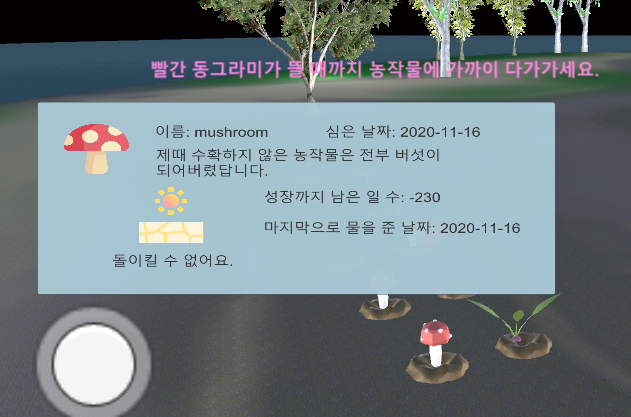 빨간 동그라미가 뜰 때까지 농작물에 가까이 다가가세요.
이름: mushroom 심은 날짜: 2020-11-16
제때 수확하지 않은 농작물은 전부 버섯이
되어버렸답니다.
성장까지 남은 일 수: -230
마지막으로 물을 준 날짜: 2020-11-16
돌이킬 수 없어요.